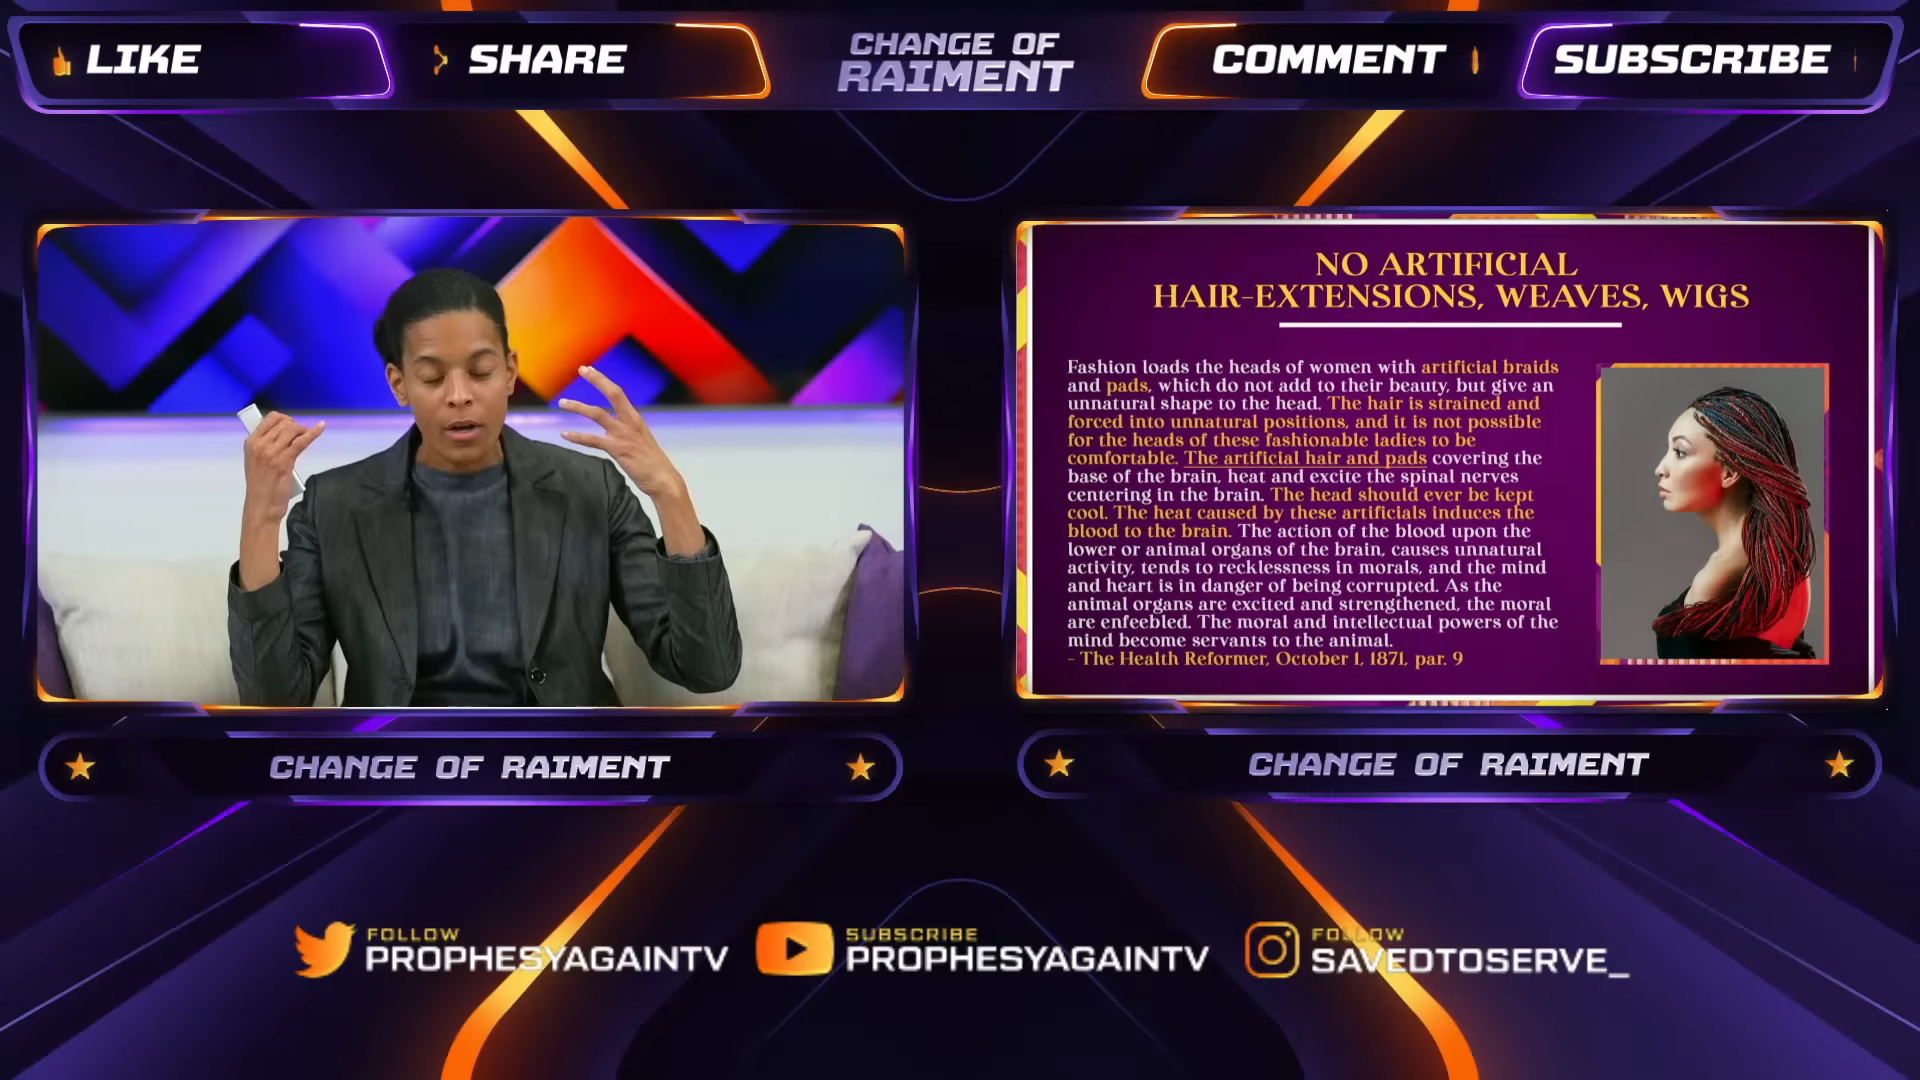 LIKE
SHARE
CHANGE OF
RAIMENT
COMMENT
SUBSCRIBE
NO ARTIFICIAL
HAIR-EXTENSIONS, WEAVES, WIGS
Fashion loads the heads of women with artificial braids
and pads, which do not add to their beauty, but give an
unnatural shape to the head. The hair is strained and
forced into unnatural positions, and it is not possible
for the heads of these fashionable ladies to be
comfortable. The artificial hair and pads covering the
base of the brain, heat and excite the spinal nerves
centering in the brain. The head should ever be kept
cool. The heat caused by these artificials induces the
blood to the brain. The action of the blood upon the
lower or animal organs of the brain, causes unnatural
activity, tends to recklessness in morals, and the mind
and heart is in danger of being corrupted. As the
animal organs are excited and strengthened, the moral
are enfeebled. The moral and intellectual powers of the
mind become servants to the animal.
- The Health Reformer, October 1, 1871, par. 9
CHANGE OF RAIMENT
CHANGE OF RAIMENT
FOLLOW
PROPHESYAGAINTV
SUBSCRIBE
PROPHESYAGAINTV
FOLLOW
SAVEDTOSERVE_